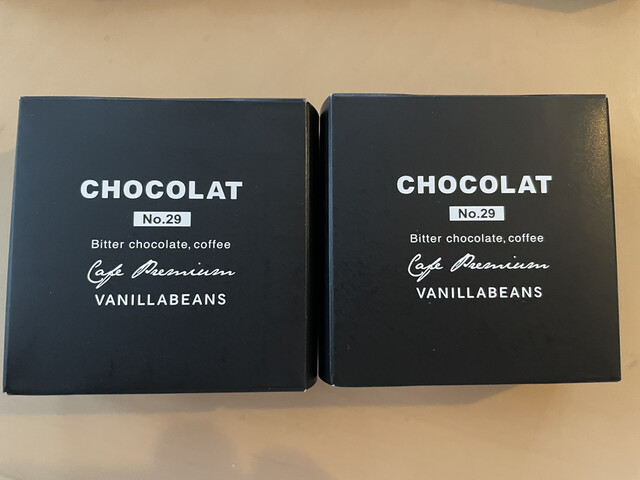 CHOCOLAT
No.29
Bitter chocolate, coffee
Cafe Premium
VANILLABEANS
CHOCOLAT
No.29
Bitter chocolate, coffee
Cafe Premium
VANILLABEANS